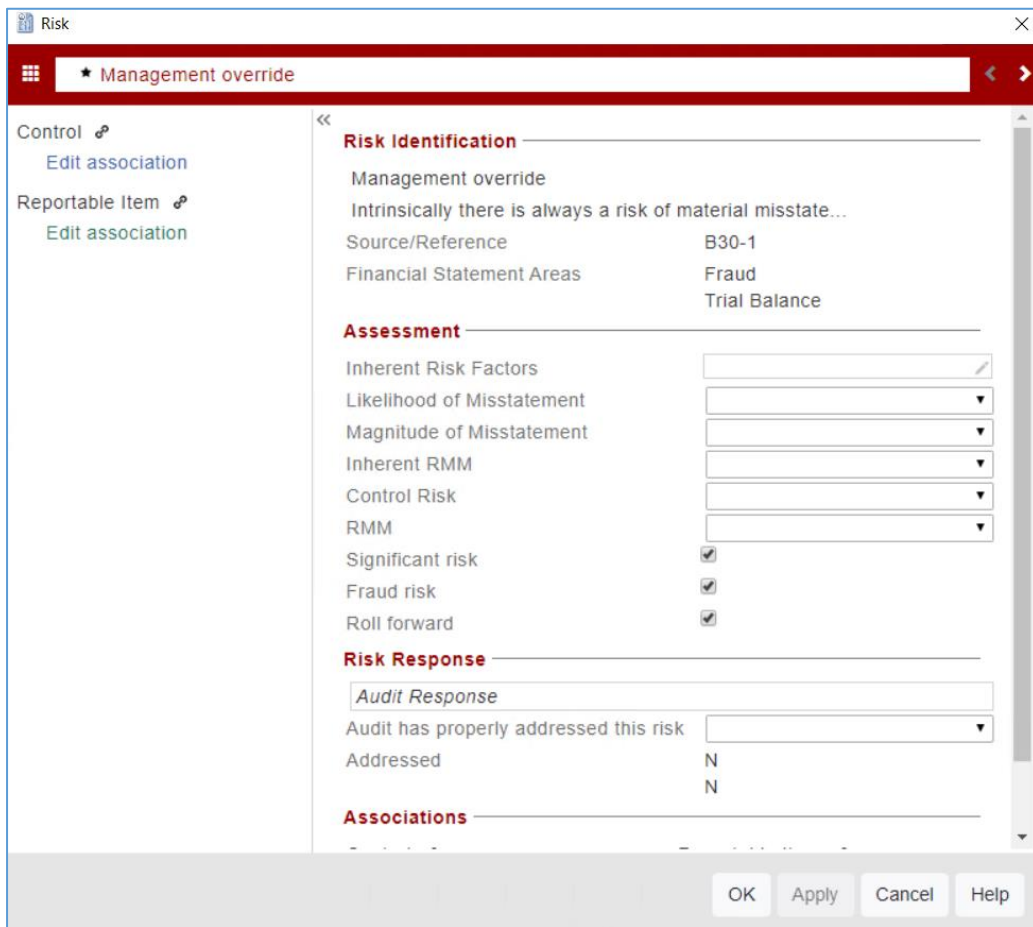 Risk
★ Management override
Control
Edit association
Reportable Item
Edit association
Risk Identification
Management override
Intrinsically there is always a risk of material misstate...
Source/Reference B30-1
Financial Statement Areas Fraud
Trial Balance
Assessment
Inherent Risk Factors
Likelihood of Misstatement
Magnitude of Misstatement
Inherent RMM
Control Risk
RMM
Significant risk
Fraud risk
Roll forward
Risk Response
Audit Response
Audit has properly addressed this risk
Addressed N
N
Associations
OK Apply Cancel Help